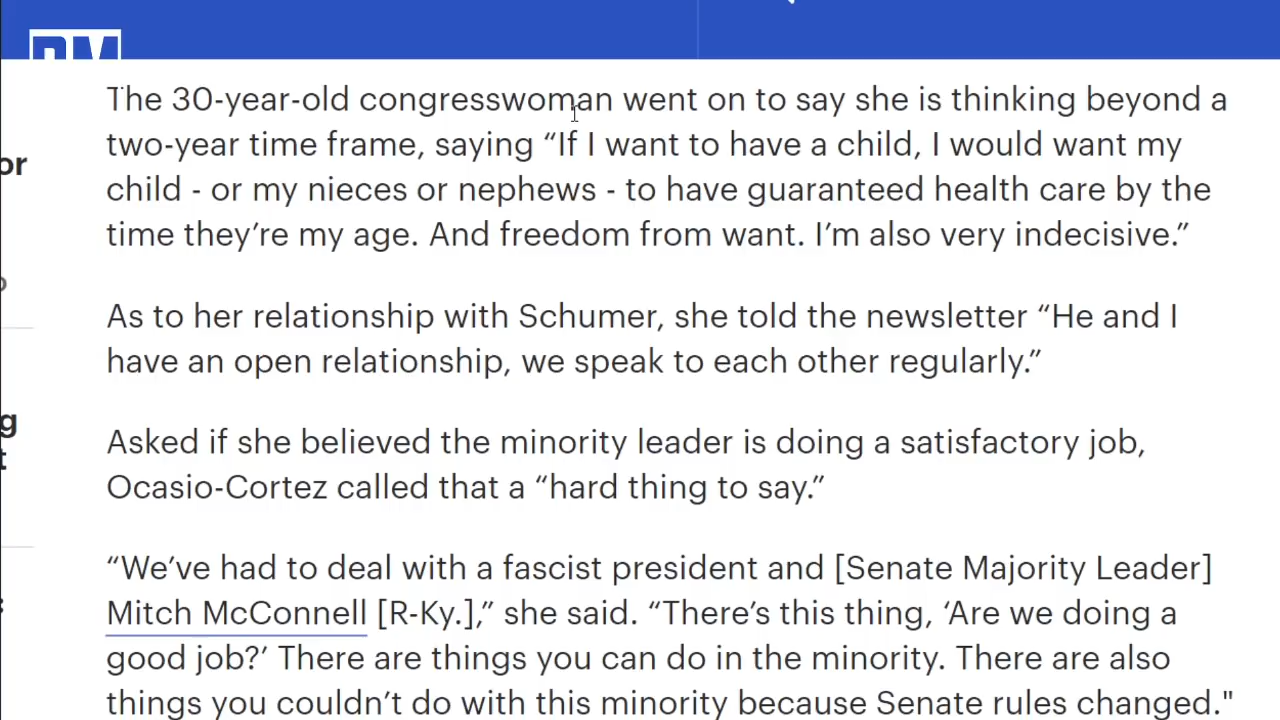 or
g
t
The 30-year-old congresswoman went on to say she is thinking beyond a
two-year time frame, saying “If I want to have a child, I would want my
child - or my nieces or nephews - to have guaranteed health care by the
time they’re my age. And freedom from want. I’m also very indecisive.”
As to her relationship with Schumer, she told the newsletter “He and I
have an open relationship, we speak to each other regularly.”
Asked if she believed the minority leader is doing a satisfactory job,
Ocasio-Cortez called that a “hard thing to say.”
“We’ve had to deal with a fascist president and [Senate Majority Leader]
Mitch McConnell [R-Ky.],” she said. “There’s this thing, ‘Are we doing a
good job?’ There are things you can do in the minority. There are also
things you couldn’t do with this minority because Senate rules changed."